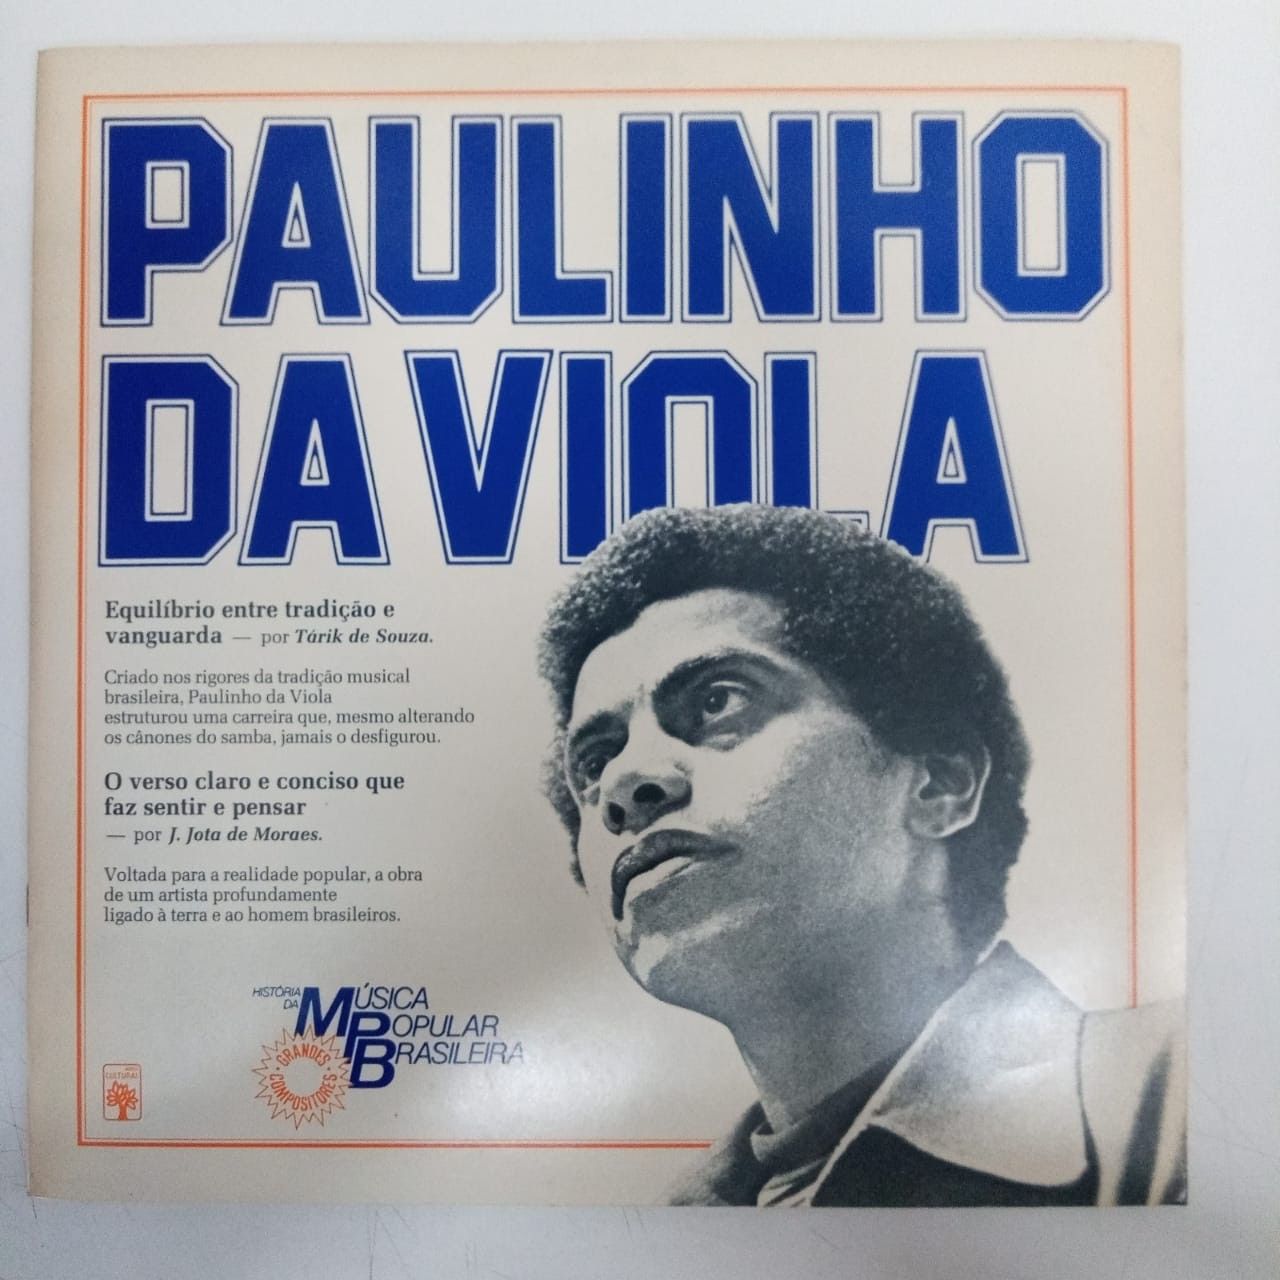 PAULINHO
DA VIOLA
Equilíbrio entre tradição e
vanguarda — por Tárik de Souza.
Criado nos rigores da tradição musical
brasileira, Paulinho da Viola
estruturou uma carreira que, mesmo alterando
os cânones do samba, jamais o desfigurou.
O verso claro e conciso que
faz sentir e pensar
— por J. Jota de Moraes.
Voltada para a realidade popular, a obra
de um artista profundamente
ligado à terra e ao homem brasileiros.
HISTÓRIA DA MÚSICA
POPULAR
BRASILEIRA
GRANDES COMPOSITORES
ABRIL
CULTURAL